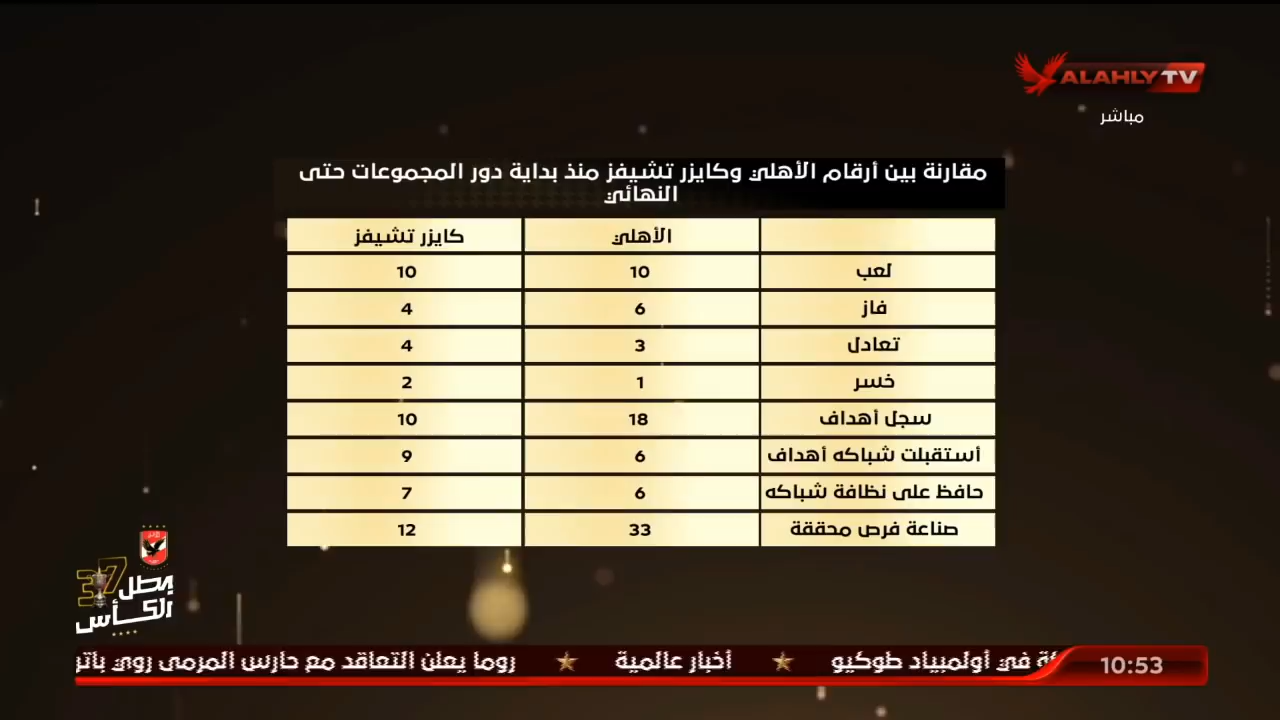 ALAHLY TV
مباشر
مقارنة بين أرقام الأهلي وكايزر تشيفز منذ بداية دور المجموعات حتى
النهائي
الأهلي كايزر تشيفز
لعب 10 10
فاز 6 4
تعادل 3 4
خسر 1 2
سجل أهداف 18 10
أستقبلت شباكه أهداف 6 9
حافظ على نظافة شباكه 6 7
صناعة فرص محققة 33 12
37 بطل
الكأس
10:53 في أولمبياد طوكيو أخبار عالمية روما يعلن التعاقد مع حارس المرمى روي